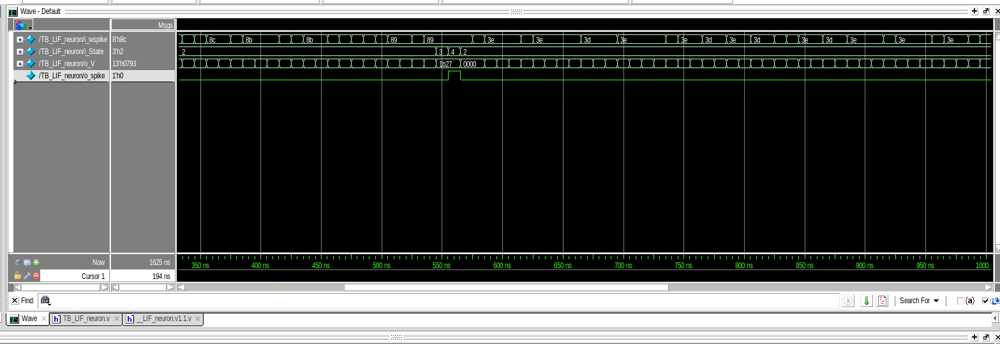 Wave - Default
Msgs
/TB_LIF_neuron/i_wspike 8'h8c 8c 8b 8b 89 89 3e 3e 3d 3e 3e 3d 3e 3d 3e 3d 3e 3e 3e
/TB_LIF_neuron/i_State 3'h2 2 3 4 2
/TB_LIF_neuron/o_V 13'h0793 1b27 0000
/TB_LIF_neuron/o_spike 1'h0
Now 1625 ns 350 ns 400 ns 450 ns 500 ns 550 ns 600 ns 650 ns 700 ns 750 ns 800 ns 850 ns 900 ns 950 ns 1000
Cursor 1 194 ns
Find: Search For {a}
Wave TB_LIF_neuron.v __LIF_neuron.v1.1.v